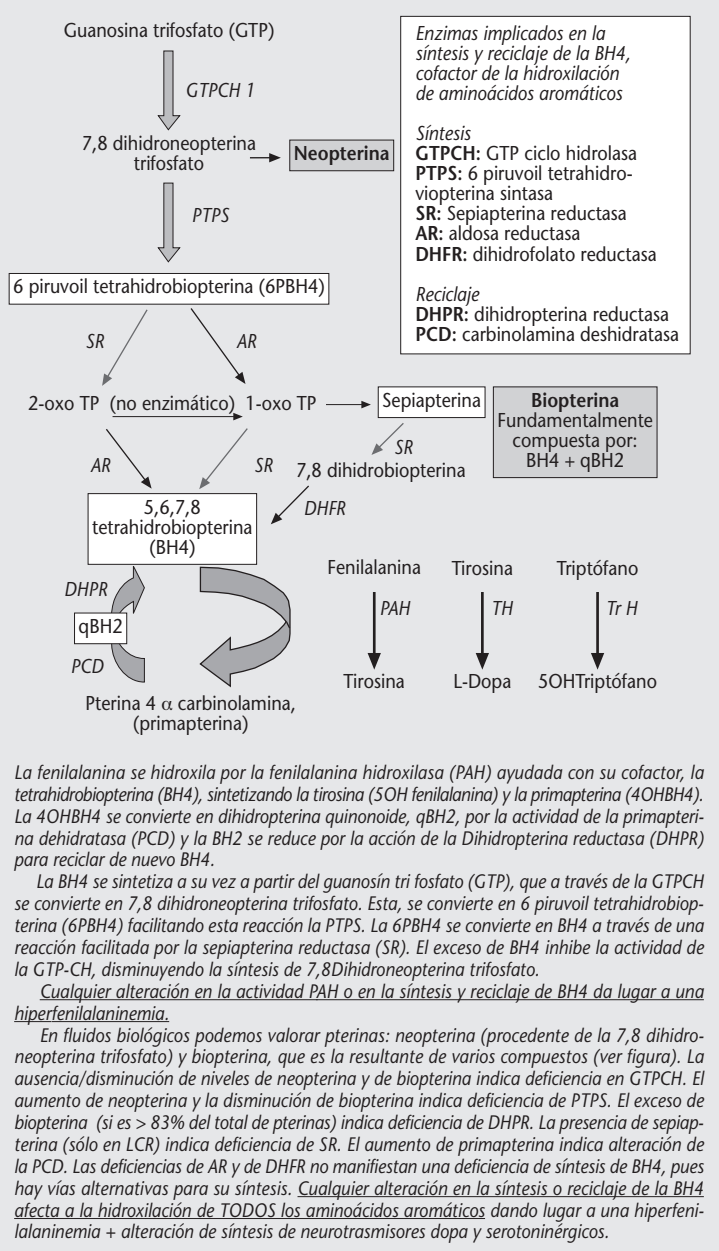 Guanosina trifosfato (GTP)
GTPCH 1
7,8 dihidroneopterina
trifosfato
Neopterina
PTPS
6 piruvoil tetrahidrobiopterina (6PBH4)
SR
AR
2-oxo TP
(no enzimático)
1-oxo TP
Sepiapterina
AR
SR
SR
7,8 dihidrobiopterina
DHFR
5,6,7,8
tetrahidrobiopterina
(BH4)
DHPR
qBH2
PCD
Pterina 4 α carbinolamina,
(primapterina)
Enzimas implicados en la
síntesis y reciclaje de la BH4,
cofactor de la hidroxilación
de aminoácidos aromáticos
Síntesis
GTPCH: GTP ciclo hidrolasa
PTPS: 6 piruvoil tetrahidro-
viopterina sintasa
SR: Sepiapterina reductasa
AR: aldosa reductasa
DHFR: dihidrofolato reductasa
Reciclaje
DHPR: dihidropterina reductasa
PCD: carbinolamina deshidratasa
Biopterina
Fundamentalmente
compuesta por:
BH4 + qBH2
Fenilalanina
PAH
Tirosina
Tirosina
TH
L-Dopa
Triptófano
Tr H
5OHTriptófano
La fenilalanina se hidroxila por la fenilalanina hidroxilasa (PAH) ayudada con su cofactor, la
tetrahidrobiopterina (BH4), sintetizando la tirosina (5OH fenilalanina) y la primapterina (4OHBH4).
La 4OHBH4 se convierte en dihidropterina quinonoide, qBH2, por la actividad de la primapteri-
na dehidratasa (PCD) y la BH2 se reduce por la acción de la Dihidropterina reductasa (DHPR)
para reciclar de nuevo BH4.
La BH4 se sintetiza a su vez a partir del guanosín tri fosfato (GTP), que a través de la GTPCH
se convierte en 7,8 dihidroneopterina trifosfato. Esta, se convierte en 6 piruvoil tetrahidrobiop-
terina (6PBH4) facilitando esta reacción la PTPS. La 6PBH4 se convierte en BH4 a través de una
reacción facilitada por la sepiapterina reductasa (SR). El exceso de BH4 inhibe la actividad de
la GTP-CH, disminuyendo la síntesis de 7,8Dihidroneopterina trifosfato.
Cualquier alteración en la actividad PAH o en la síntesis y reciclaje de BH4 da lugar a una
hiperfenilalaninemia.
En fluidos biológicos podemos valorar pterinas: neopterina (procedente de la 7,8 dihidro-
neopterina trifosfato) y biopterina, que es la resultante de varios compuestos (ver figura). La
ausencia/disminución de niveles de neopterina y de biopterina indica deficiencia en GTPCH. El
aumento de neopterina y la disminución de biopterina indica deficiencia de PTPS. El exceso de
biopterina (si es > 83% del total de pterinas) indica deficiencia de DHPR. La presencia de sepiap-
terina (sólo en LCR) indica deficiencia de SR. El aumento de primapterina indica alteración de
la PCD. Las deficiencias de AR y de DHFR no manifiestan una deficiencia de síntesis de BH4, pues
hay vías alternativas para su síntesis. Cualquier alteración en la síntesis o reciclaje de la BH4
afecta a la hidroxilación de TODOS los aminoácidos aromáticos dando lugar a una hiperfeni-
lalaninemia + alteración de síntesis de neurotrasmisores dopa y serotoninérgicos.